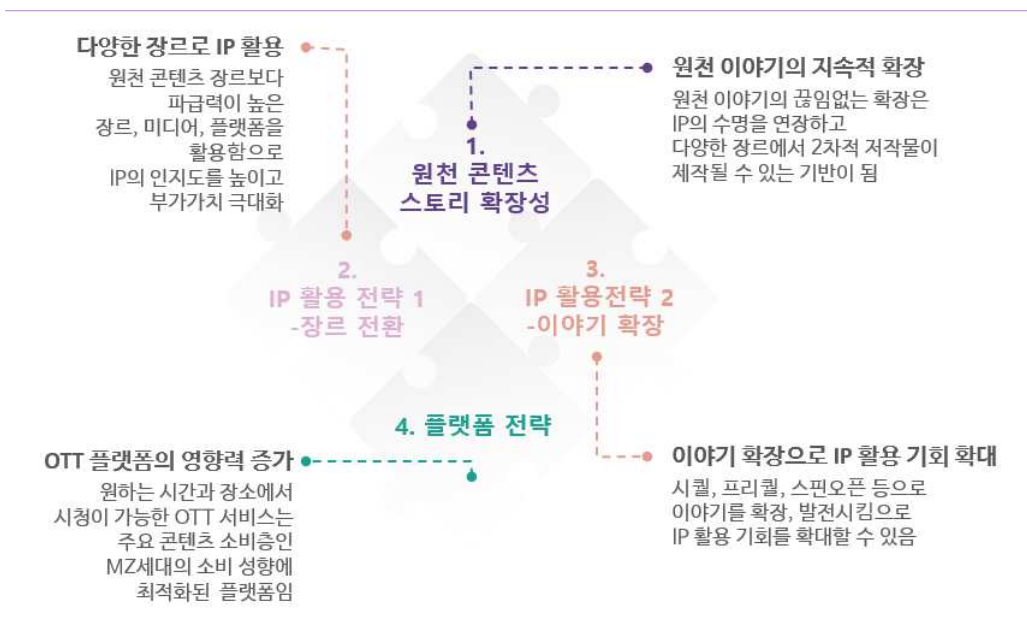 다양한 장르로 IP 활용
원천 콘텐츠 장르보다
파급력이 높은
장르, 미디어, 플랫폼을
활용함으로
IP의 인지도를 높이고
부가가치 극대화
원천 이야기의 지속적 확장
원천 이야기의 끊임없는 확장은
IP의 수명을 연장하고
다양한 장르에서 2차적 저작물이
제작될 수 있는 기반이 됨
1.
원천 콘텐츠
스토리 확장성
2.
IP 활용 전략 1
-장르 전환
3.
IP 활용전략 2
-이야기 확장
4. 플랫폼 전략
OTT 플랫폼의 영향력 증가
원하는 시간과 장소에서
시청이 가능한 OTT 서비스는
주요 콘텐츠 소비층인
MZ세대의 소비 성향에
최적화된 플랫폼임
이야기 확장으로 IP 활용 기회 확대
시퀄, 프리퀄, 스핀오픈 등으로
이야기를 확장, 발전시킴으로
IP 활용 기회를 확대할 수 있음